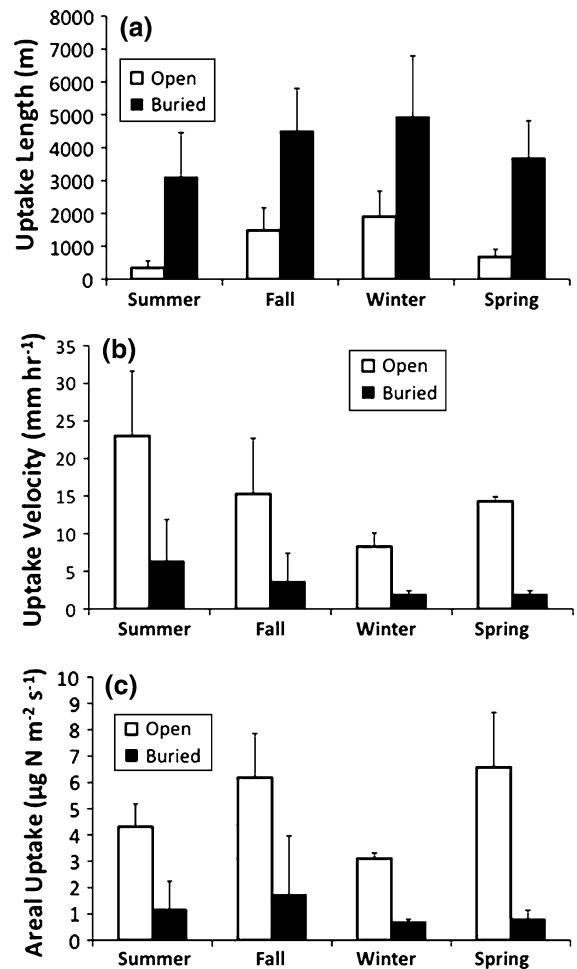 (a)
Uptake Length (m)
8000
7000
6000
5000
4000
3000
2000
1000
0
Open
Buried
Summer Fall Winter Spring
(b)
Uptake Velocity (mm hr⁻¹)
35
30
25
20
15
10
5
0
Open
Buried
Summer Fall Winter Spring
(c)
Areal Uptake (µg N m⁻² s⁻¹)
10
9
8
7
6
5
4
3
2
1
0
Open
Buried
Summer Fall Winter Spring